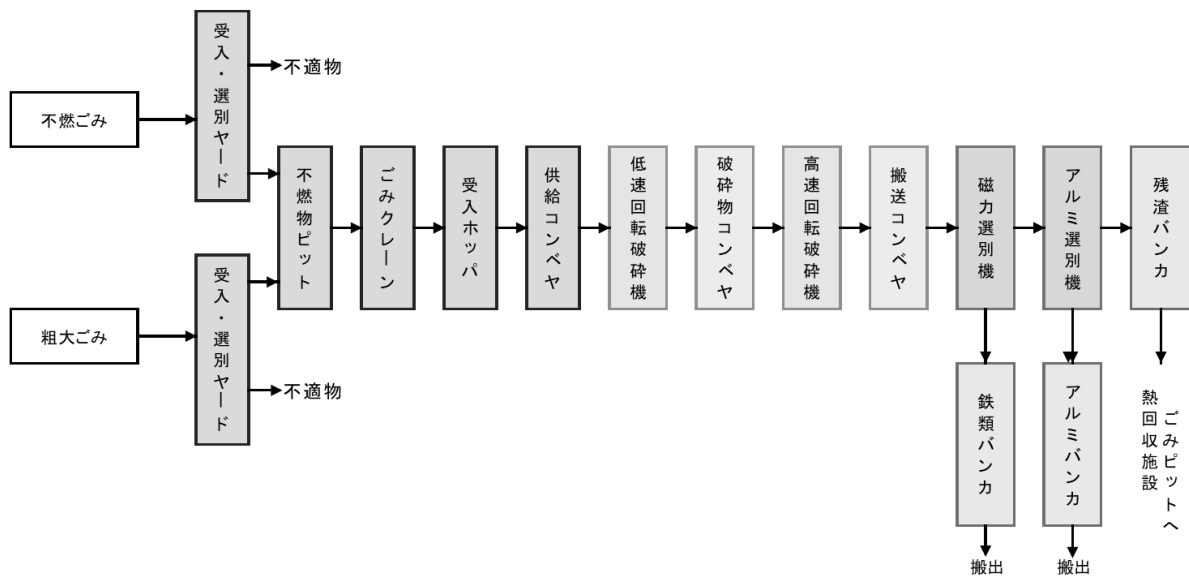 不燃ごみ
受入・選別ヤード
不適物
粗大ごみ
受入・選別ヤード
不適物
不燃物ピット
ごみクレーン
受入ホッパ
供給コンベヤ
低速回転破砕機
破砕物コンベヤ
高速回転破砕機
搬送コンベヤ
磁力選別機
アルミ選別機
残渣バンカ
鉄類バンカ
搬出
アルミバンカ
搬出
熱回収施設
ごみピットへ